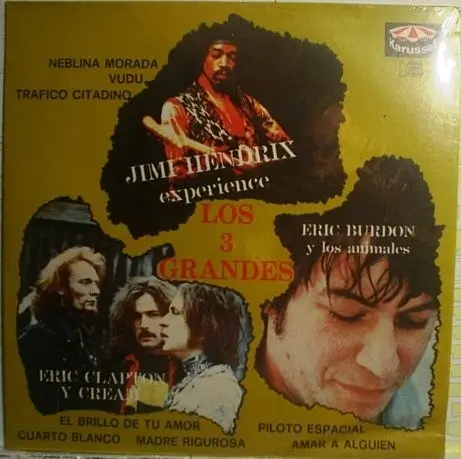 NEBLINA MORADA
VUDU
TRAFICO CITADINO
karussell
JIMI HENDRIX
experience
LOS
3
GRANDES
ERIC BURDON
y los animales
ERIC CLAPTON
Y CREAM
EL BRILLO DE TU AMOR
CUARTO BLANCO MADRE RIGUROSA
PILOTO ESPACIAL
AMAR A ALGUIEN